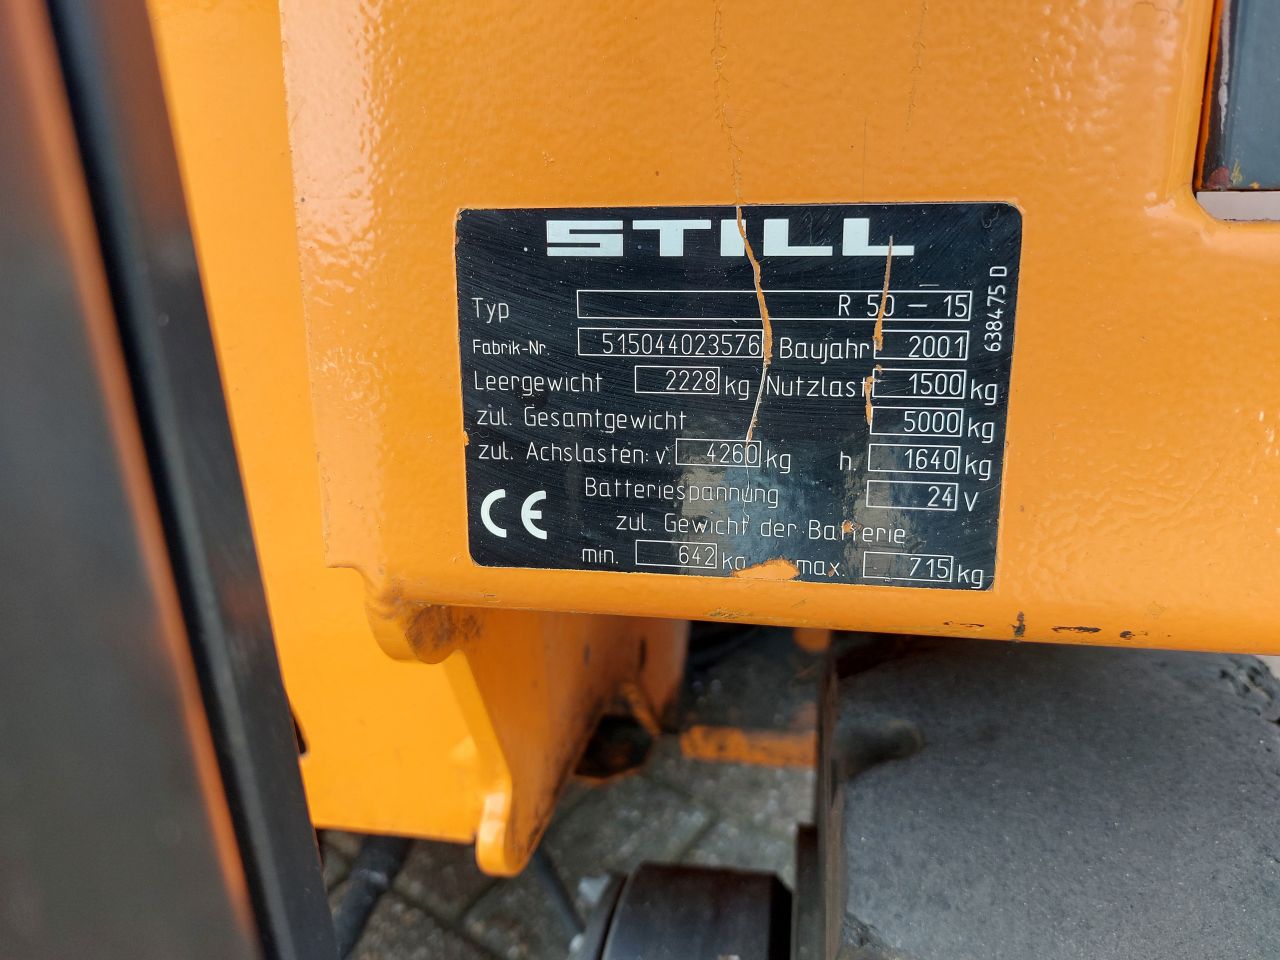 STILL
Typ R 50 - 15
Fabrik-Nr. 515044023576 Baujahr 2001
Leergewicht 2228 kg Nutzlast 1500 kg
zul. Gesamtgewicht 5000 kg
zul. Achslasten: v. 4260 kg h. 1640 kg
Batteriespannung 24 V
CE zul. Gewicht der Batterie
min. 642 kg max. 715 kg
638475 D